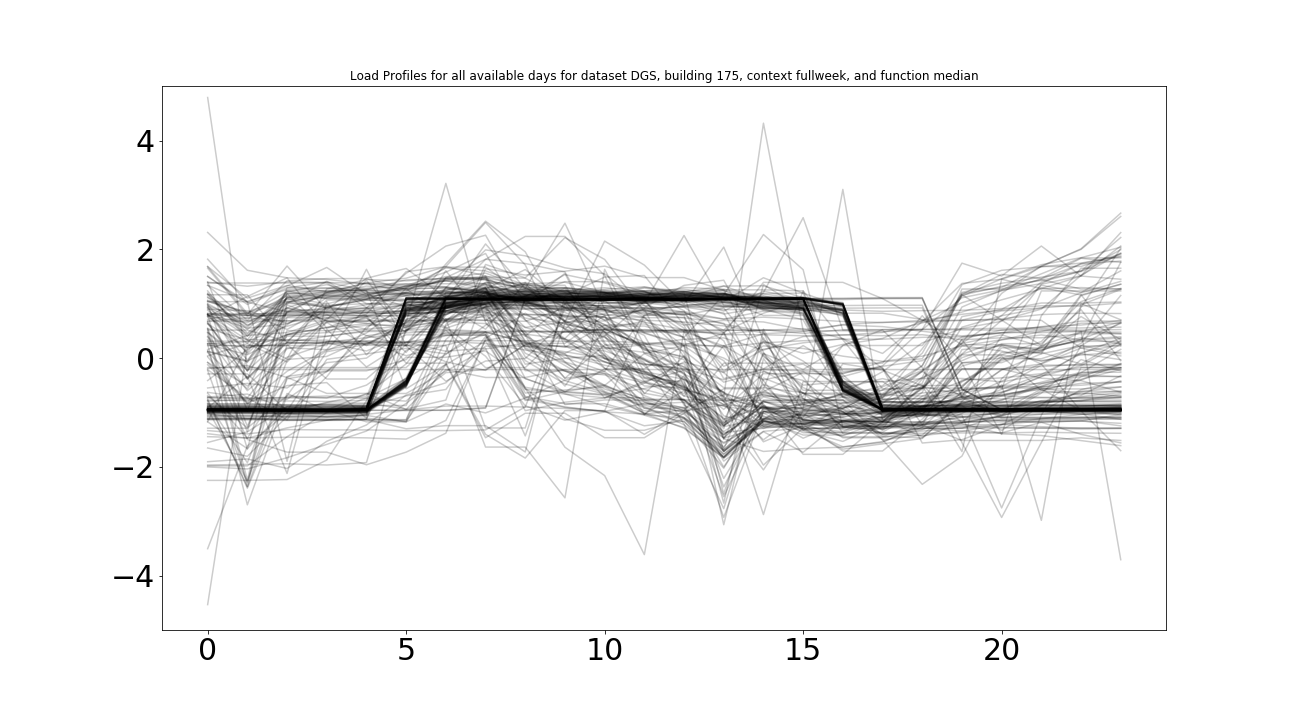 Load Profiles for all available days for dataset DGS, building 175, context fullweek, and function median
4
2
0
−2
−4
0 5 10 15 20